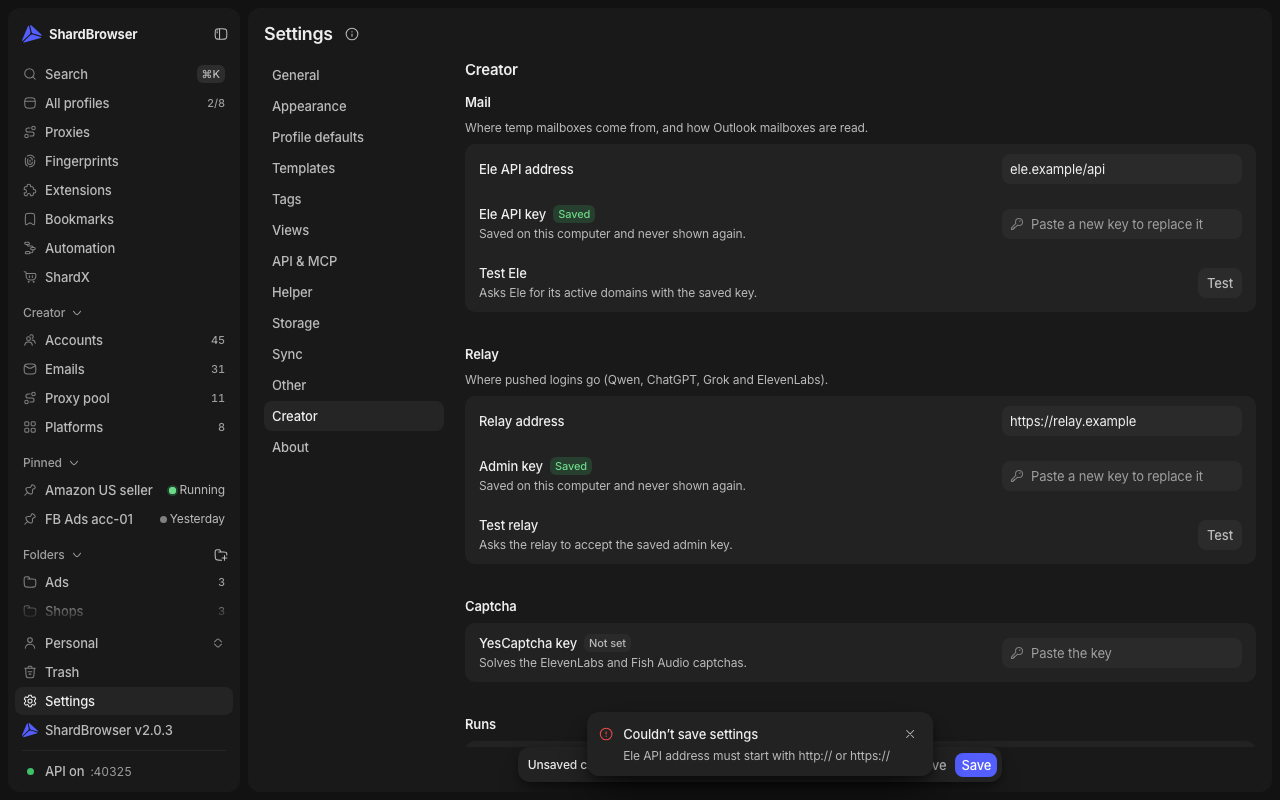 ShardBrowser
Search ⌘K
All profiles 2/8
Proxies
Fingerprints
Extensions
Bookmarks
Automation
ShardX
Creator
Accounts 45
Emails 31
Proxy pool 11
Platforms 8
Pinned
Amazon US seller Running
FB Ads acc-01 Yesterday
Folders
Ads 3
Shops 3
Personal
Trash
Settings
ShardBrowser v2.0.3
API on :40325
Settings
General
Appearance
Profile defaults
Templates
Tags
Views
API & MCP
Helper
Storage
Sync
Other
Creator
About
Creator
Mail
Where temp mailboxes come from, and how Outlook mailboxes are read.
Ele API address ele.example/api
Ele API key Saved
Saved on this computer and never shown again.
Paste a new key to replace it
Test Ele
Asks Ele for its active domains with the saved key.
Test
Relay
Where pushed logins go (Qwen, ChatGPT, Grok and ElevenLabs).
Relay address https://relay.example
Admin key Saved
Saved on this computer and never shown again.
Paste a new key to replace it
Test relay
Asks the relay to accept the saved admin key.
Test
Captcha
YesCaptcha key Not set
Solves the ElevenLabs and Fish Audio captchas.
Paste the key
Runs
Couldn’t save settings
Ele API address must start with http:// or https://
Unsaved
Save